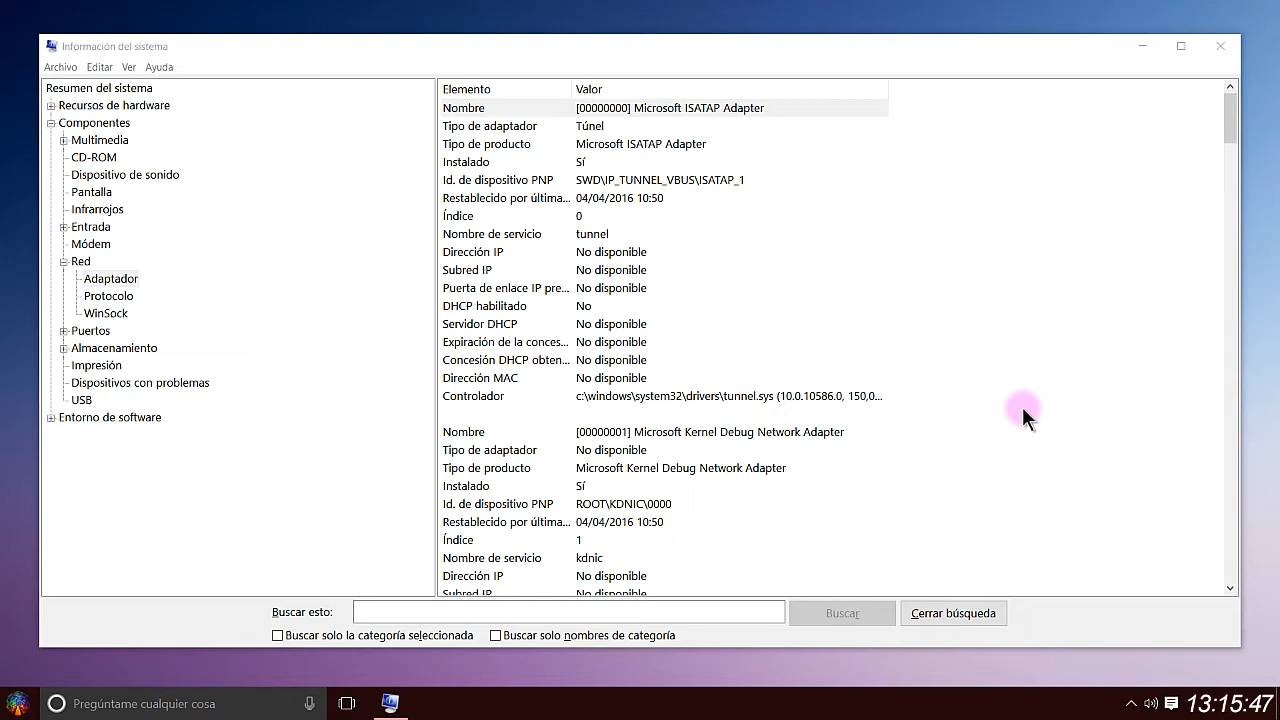 Información del sistema
Archivo Editar Ver Ayuda
Resumen del sistema
Recursos de hardware
Componentes
Multimedia
CD-ROM
Dispositivo de sonido
Pantalla
Infrarrojos
Entrada
Módem
Red
Adaptador
Protocolo
WinSock
Puertos
Almacenamiento
Impresión
Dispositivos con problemas
USB
Entorno de software
Elemento Valor
Nombre [00000000] Microsoft ISATAP Adapter
Tipo de adaptador Túnel
Tipo de producto Microsoft ISATAP Adapter
Instalado Sí
Id. de dispositivo PNP SWD\IP_TUNNEL_VBUS\ISATAP_1
Restablecido por última... 04/04/2016 10:50
Índice 0
Nombre de servicio tunnel
Dirección IP No disponible
Subred IP No disponible
Puerta de enlace IP pre... No disponible
DHCP habilitado No
Servidor DHCP No disponible
Expiración de la conces... No disponible
Concesión DHCP obten... No disponible
Dirección MAC No disponible
Controlador c:\windows\system32\drivers\tunnel.sys (10.0.10586.0, 150,0...
Nombre [00000001] Microsoft Kernel Debug Network Adapter
Tipo de adaptador No disponible
Tipo de producto Microsoft Kernel Debug Network Adapter
Instalado Sí
Id. de dispositivo PNP ROOT\KDNIC\0000
Restablecido por última... 04/04/2016 10:50
Índice 1
Nombre de servicio kdnic
Dirección IP No disponible
Subred IP No disponible
Buscar esto: Buscar Cerrar búsqueda
Buscar solo la categoría seleccionada Buscar solo nombres de categoría
Pregúntame cualquier cosa 13:15:47